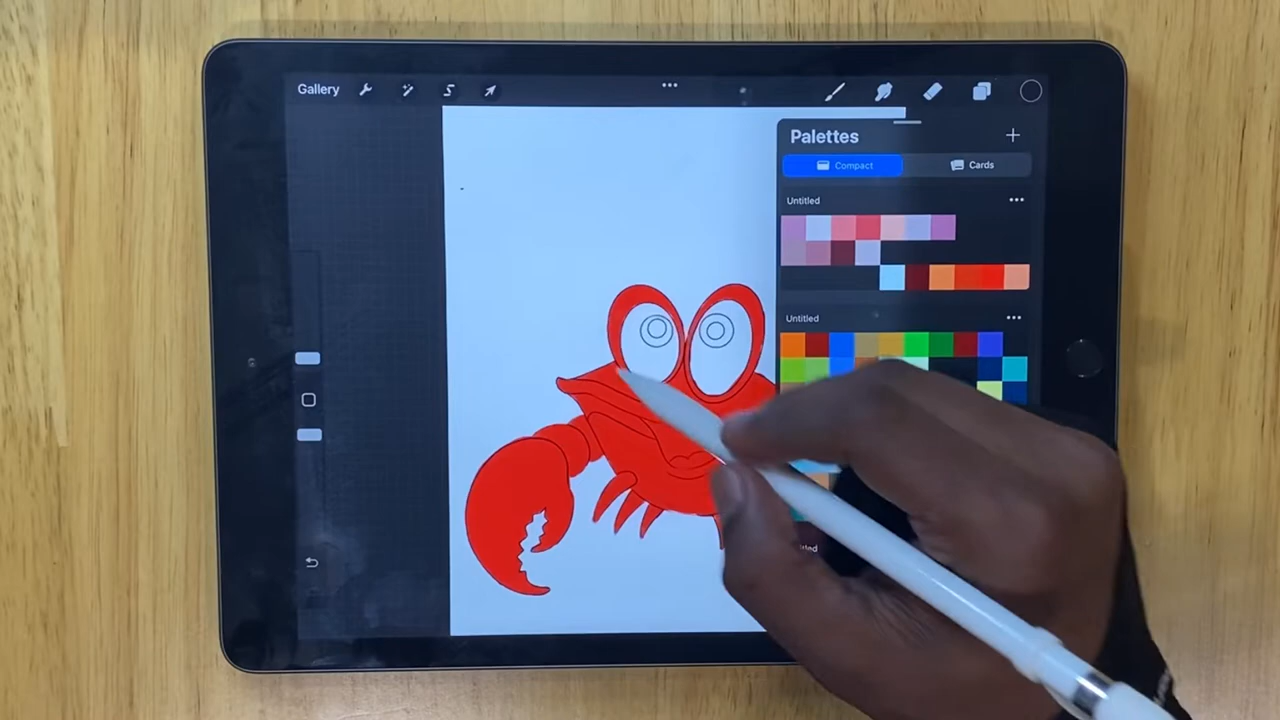 Gallery
Palettes
Compact
Cards
Untitled
Untitled